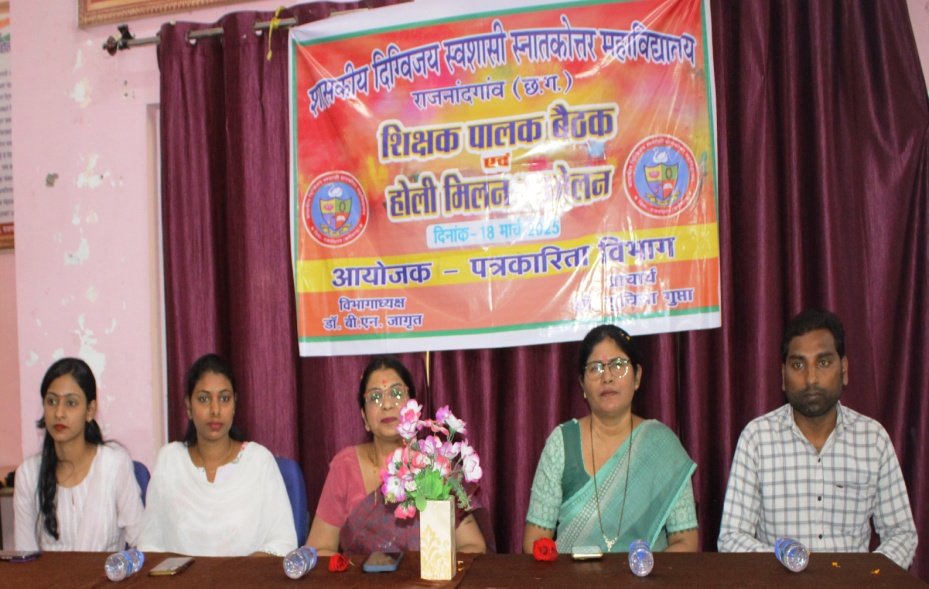 शासकीय दिग्विजय स्वशासी स्नातकोत्तर महाविद्यालय
राजनांदगांव (छ.ग.)
शिक्षक पालक बैठक
एवं
होली मिलन
दिनांक- 18 मार्च 2025
आयोजक - पत्रकारिता विभाग
विभागाध्यक्ष
डॉ. बी.एन. जागृत
प्राचार्य
गुप्ता